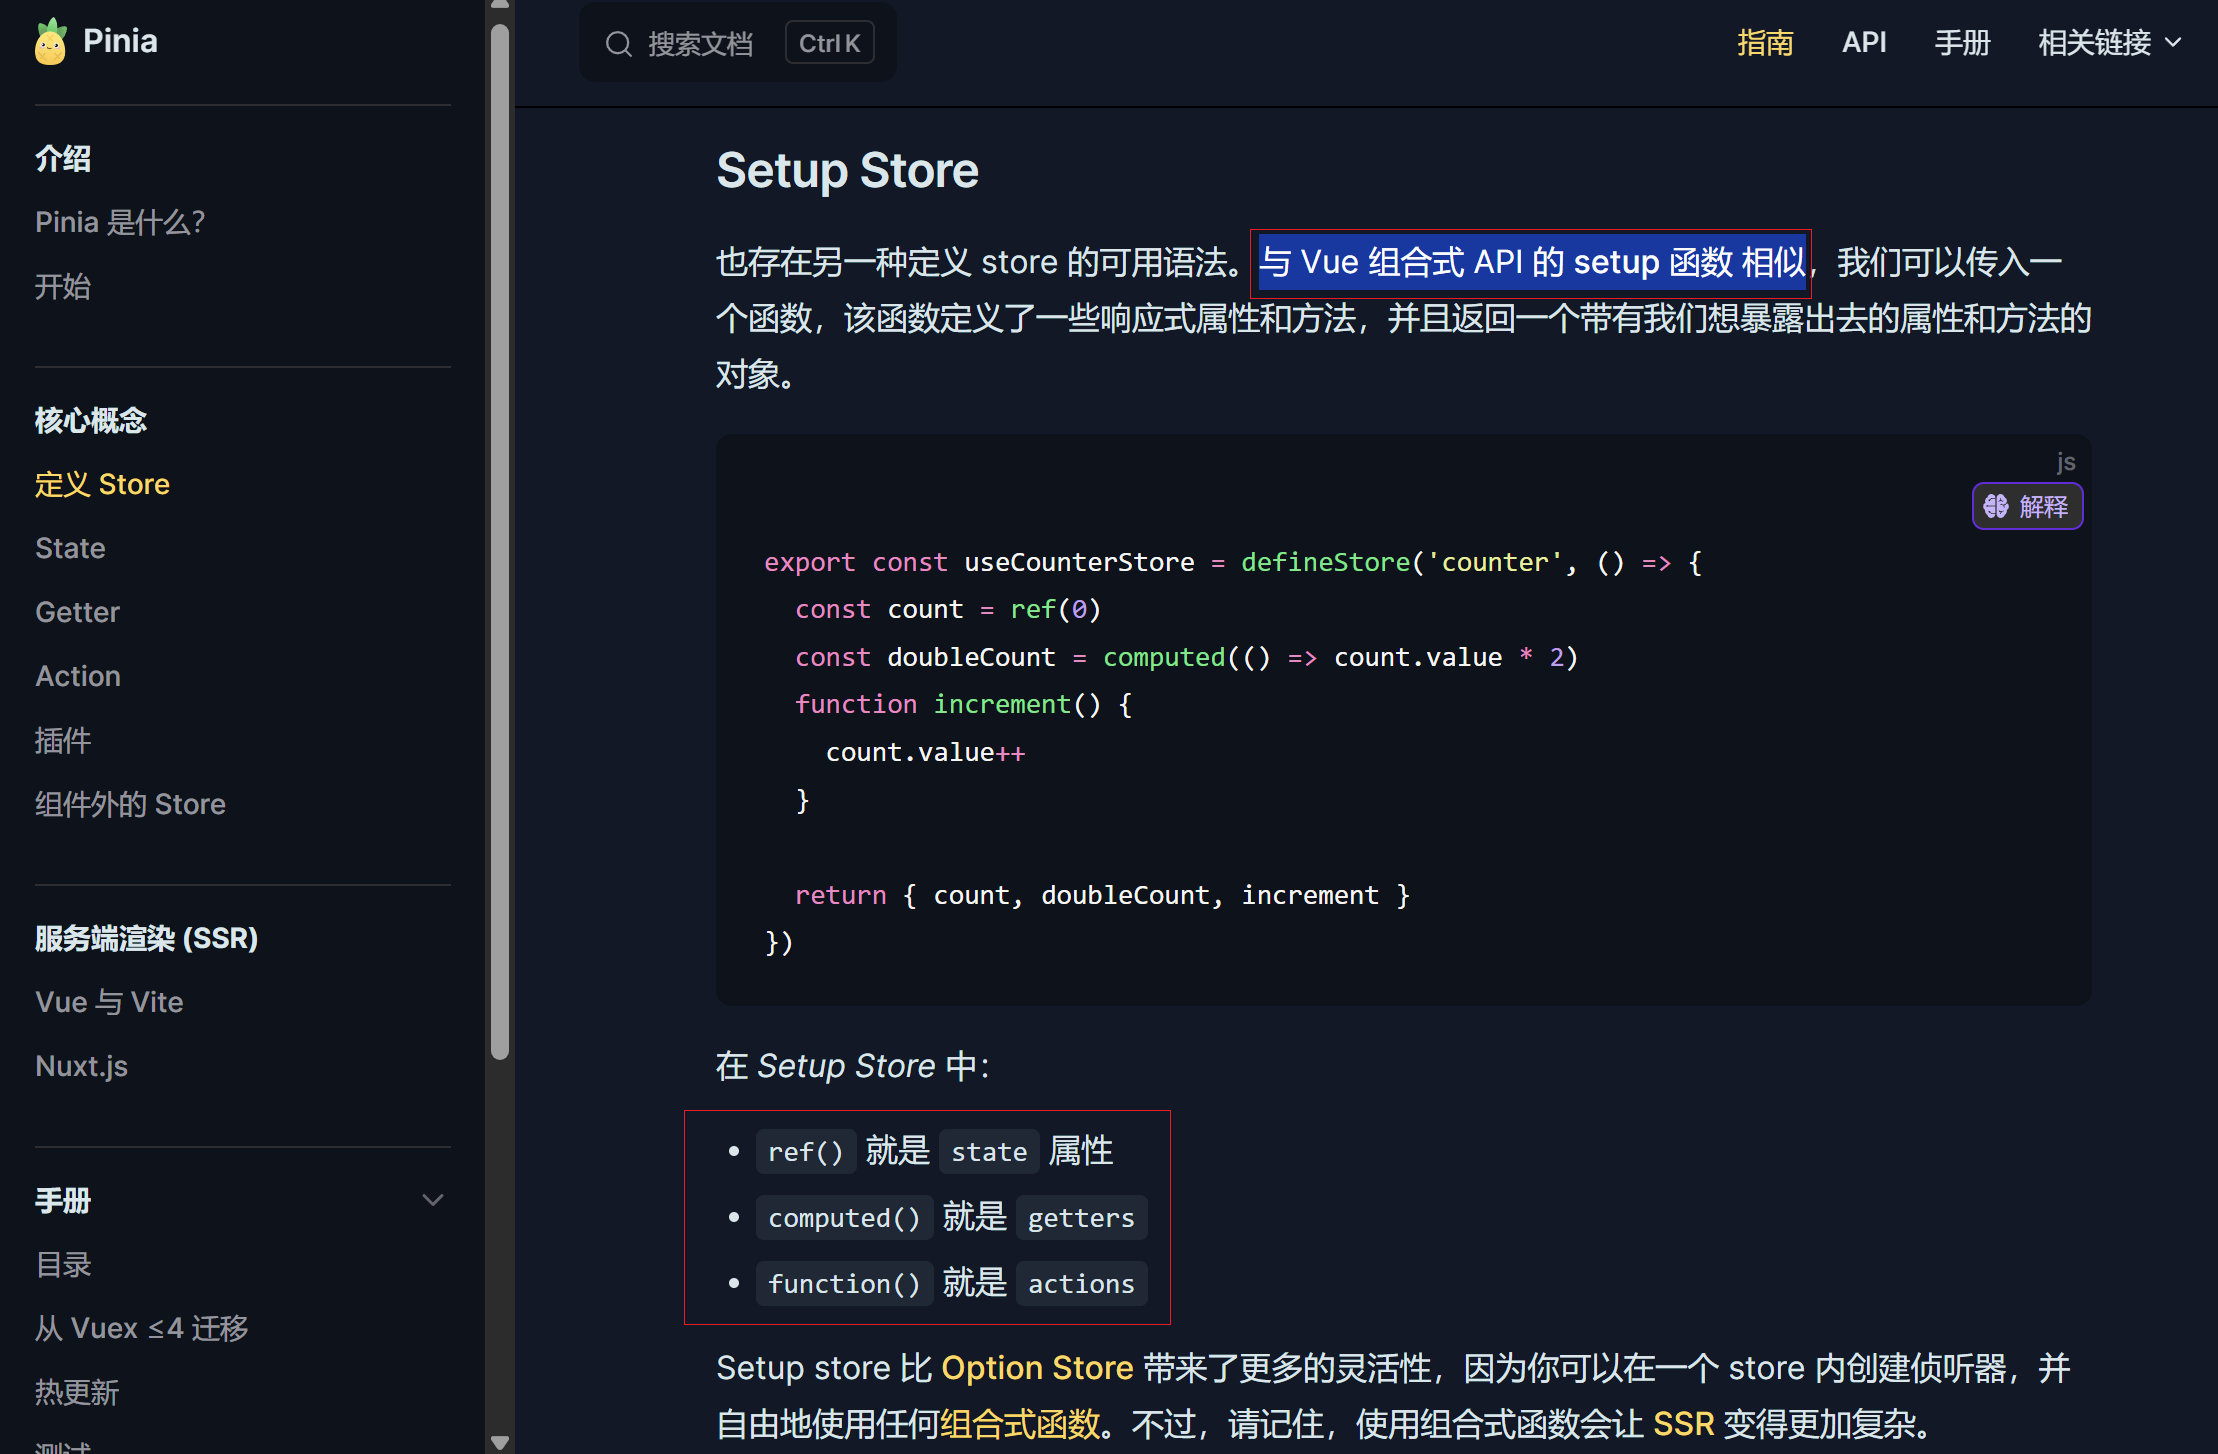 Pinia
搜索文档 Ctrl K
指南 API 手册 相关链接
介绍
Pinia 是什么？
开始
核心概念
定义 Store
State
Getter
Action
插件
组件外的 Store
服务端渲染 (SSR)
Vue 与 Vite
Nuxt.js
手册
目录
从 Vuex ≤4 迁移
热更新
测试
Setup Store
也存在另一种定义 store 的可用语法。与 Vue 组合式 API 的 setup 函数 相似，我们可以传入一
个函数，该函数定义了一些响应式属性和方法，并且返回一个带有我们想暴露出去的属性和方法的
对象。
js
解释
export const useCounterStore = defineStore('counter', () => {
  const count = ref(0)
  const doubleCount = computed(() => count.value * 2)
  function increment() {
    count.value++
  }
  return { count, doubleCount, increment }
})
在 Setup Store 中：
• ref() 就是 state 属性
• computed() 就是 getters
• function() 就是 actions
Setup store 比 Option Store 带来了更多的灵活性，因为你可以在一个 store 内创建侦听器，并
自由地使用任何组合式函数。不过，请记住，使用组合式函数会让 SSR 变得更加复杂。